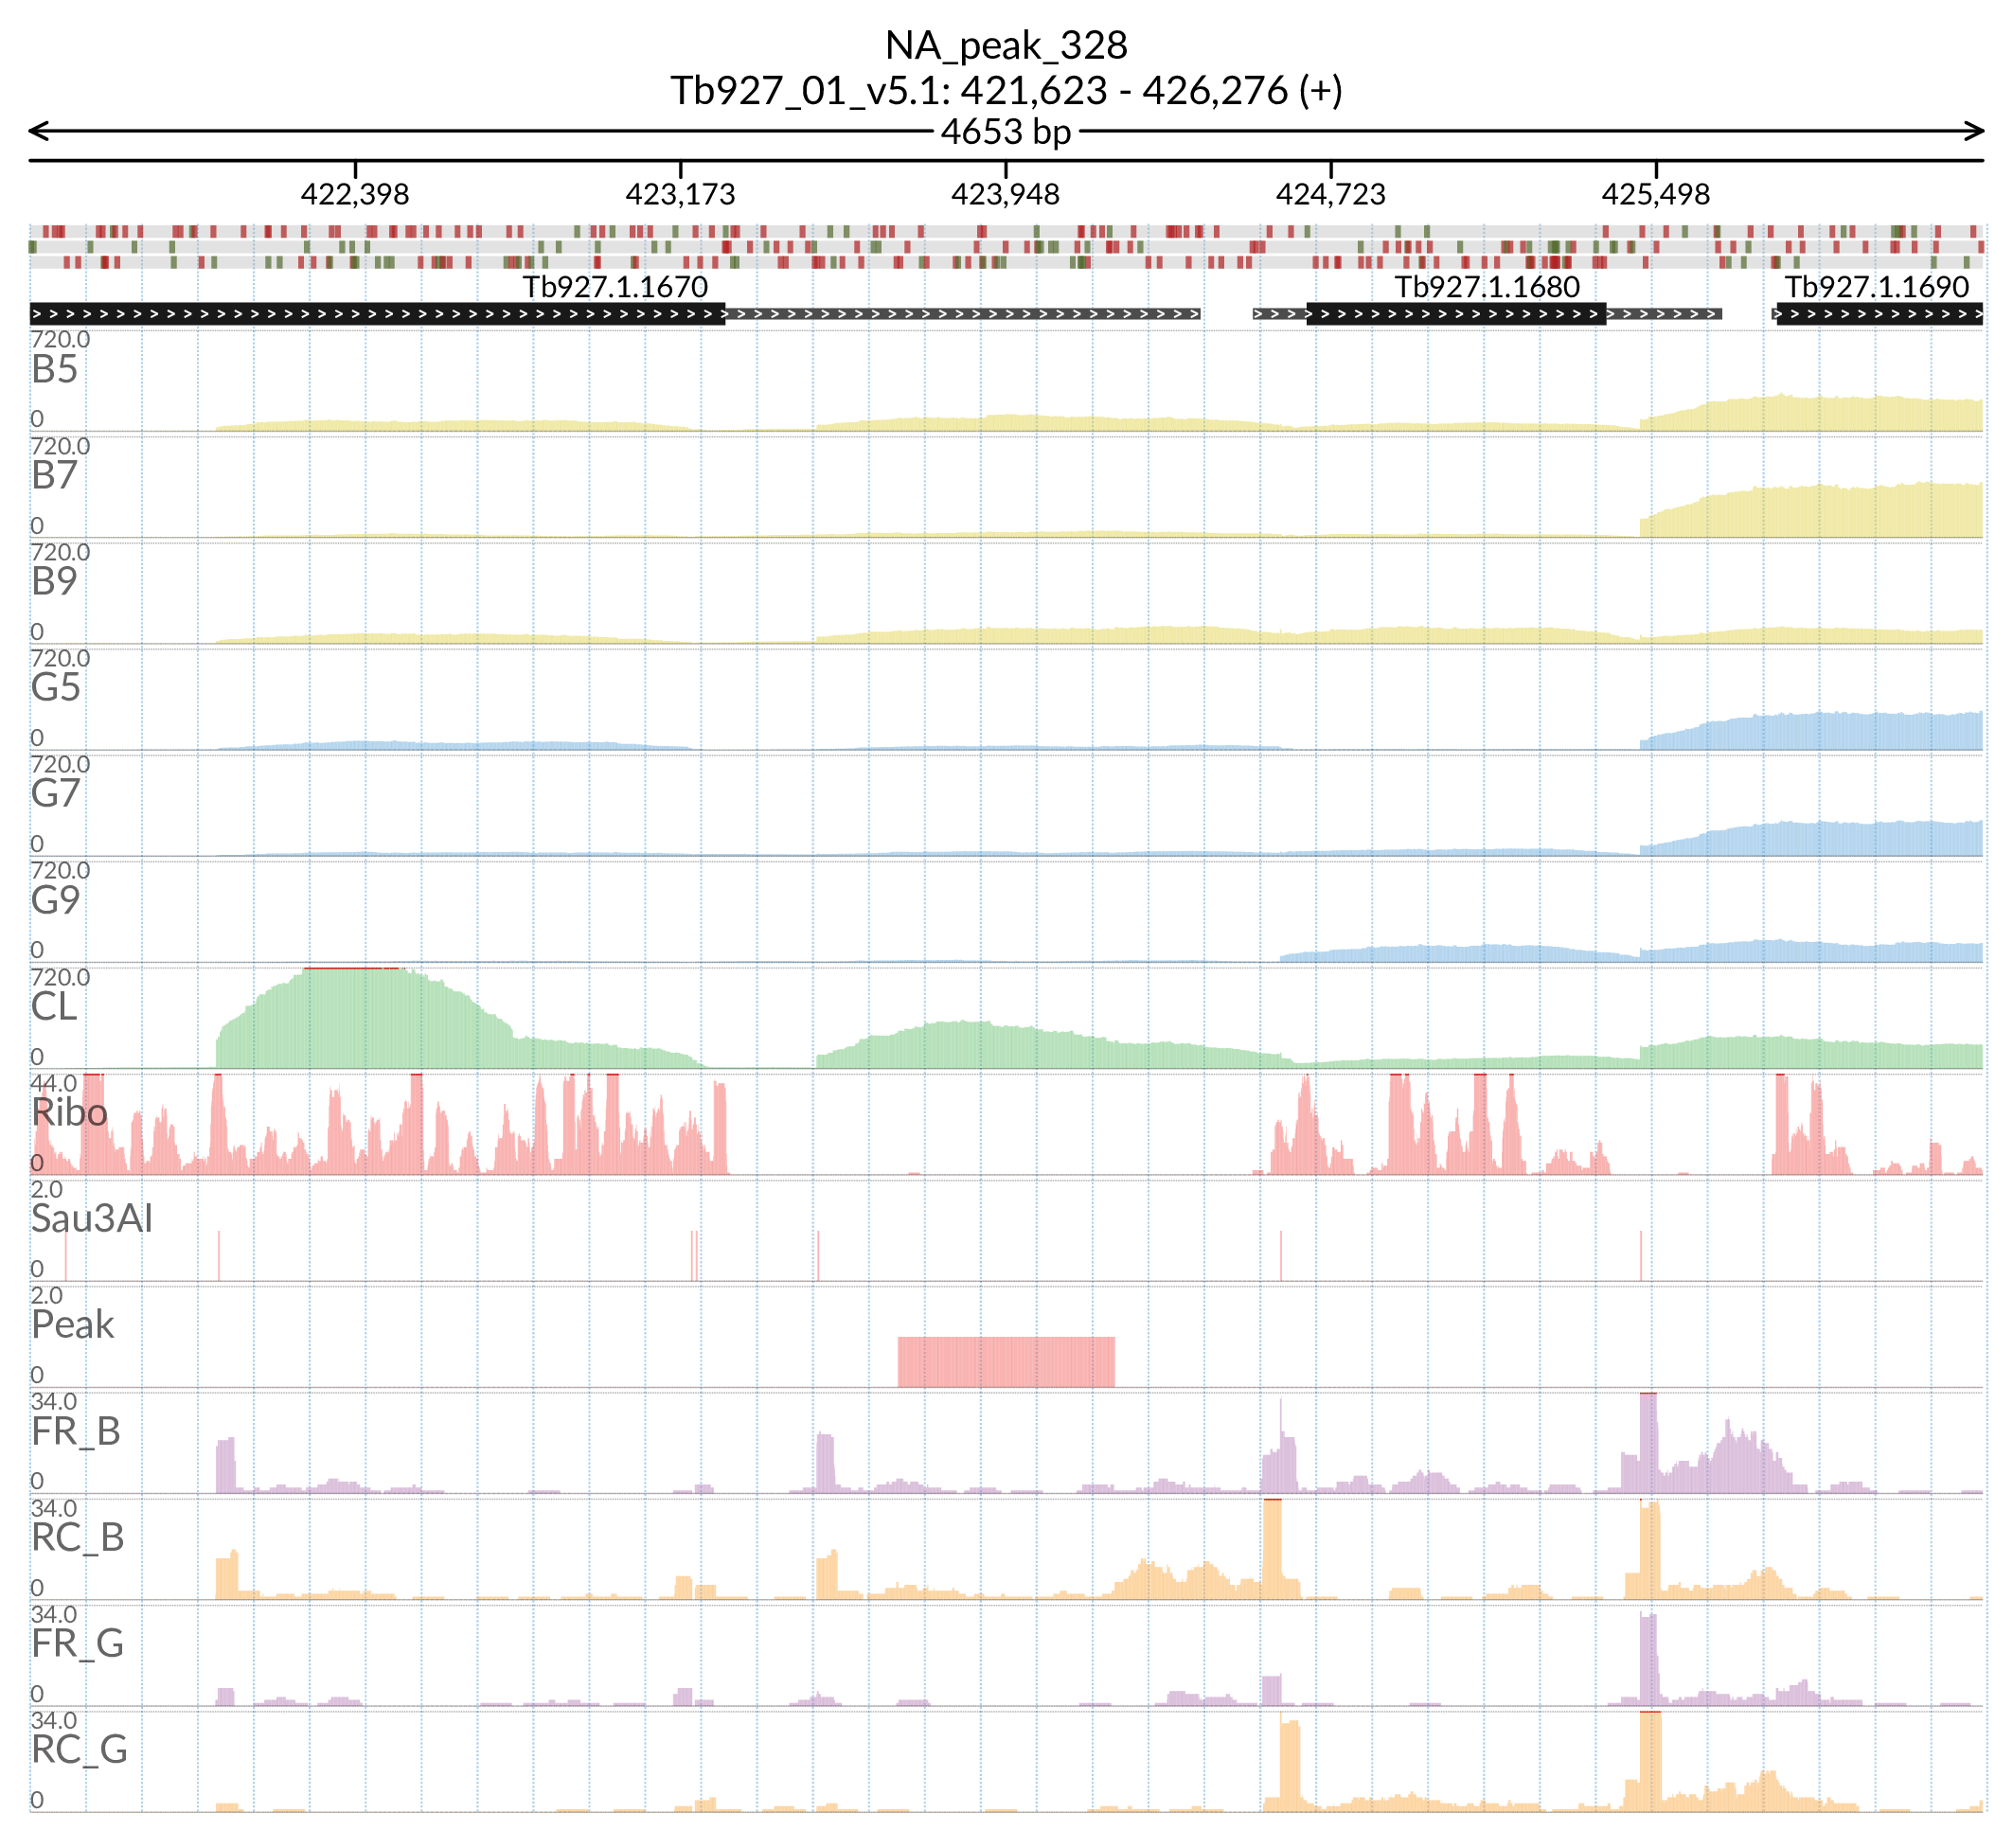 NA_peak_328
Tb927_01_v5.1: 421,623 - 426,276 (+)
4653 bp
422,398 423,173 423,948 424,723 425,498
Tb927.1.1670 Tb927.1.1680 Tb927.1.1690
720.0
B5
0
720.0
B7
0
720.0
B9
0
720.0
G5
0
720.0
G7
0
720.0
G9
0
720.0
CL
0
44.0
Ribo
0
2.0
Sau3AI
0
2.0
Peak
0
34.0
FR_B
0
34.0
RC_B
0
34.0
FR_G
0
34.0
RC_G
0